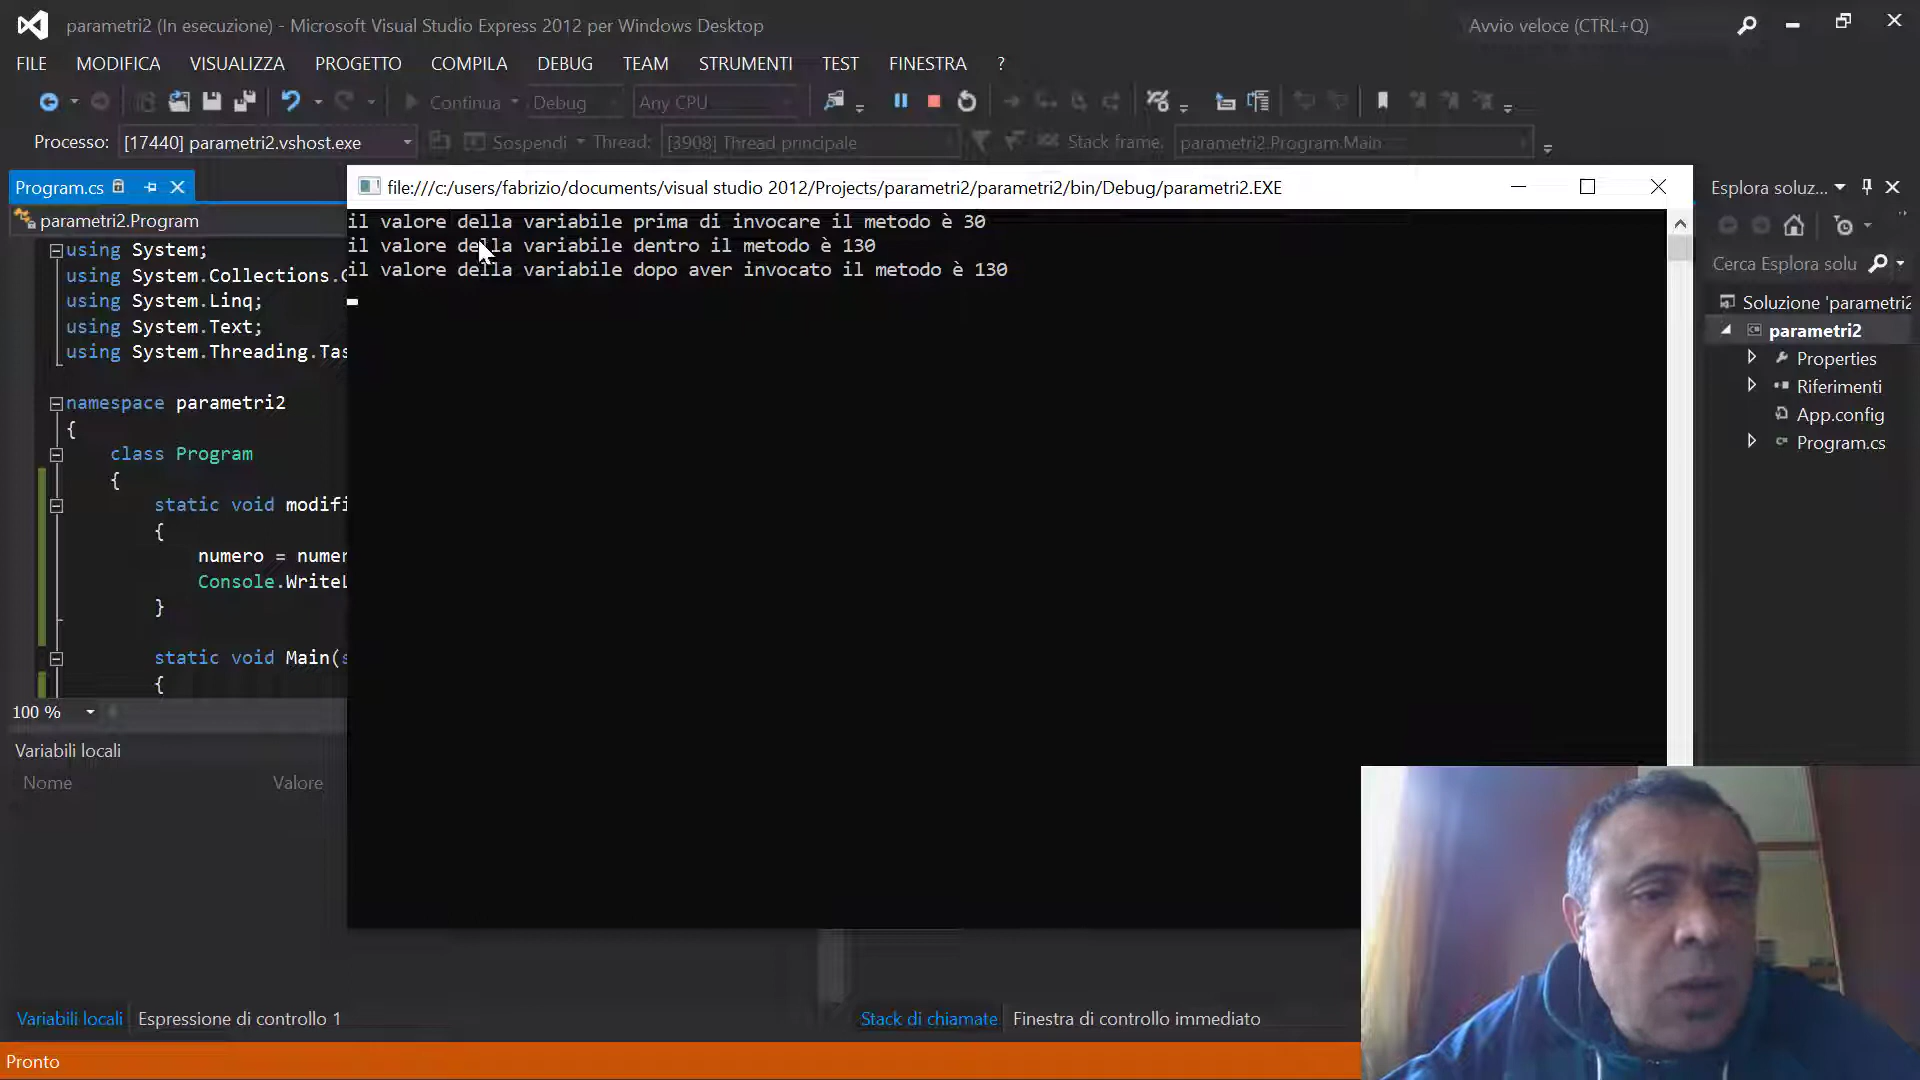 parametri2 (In esecuzione) - Microsoft Visual Studio Express 2012 per Windows Desktop
Avvio veloce (CTRL+Q)
FILE MODIFICA VISUALIZZA PROGETTO COMPILA DEBUG TEAM STRUMENTI TEST FINESTRA ?
Continua Debug Any CPU
Processo: [17440] parametri2.vshost.exe Sospendi Thread: [3908] Thread principale Stack frame: parametri2.Program.Main
Program.cs
parametri2.Program
using System;
using System.Collections.G
using System.Linq;
using System.Text;
using System.Threading.Tas
namespace parametri2
{
class Program
{
static void modifi
{
numero = numer
Console.WriteL
}
static void Main(s
{
100 %
file:///c:/users/fabrizio/documents/visual studio 2012/Projects/parametri2/parametri2/bin/Debug/parametri2.EXE
il valore della variabile prima di invocare il metodo è 30
il valore della variabile dentro il metodo è 130
il valore della variabile dopo aver invocato il metodo è 130
Esplora soluz...
Cerca Esplora solu
Soluzione 'parametri2
parametri2
Properties
Riferimenti
App.config
Program.cs
Variabili locali
Nome Valore
Variabili locali Espressione di controllo 1
Stack di chiamate Finestra di controllo immediato
Pronto